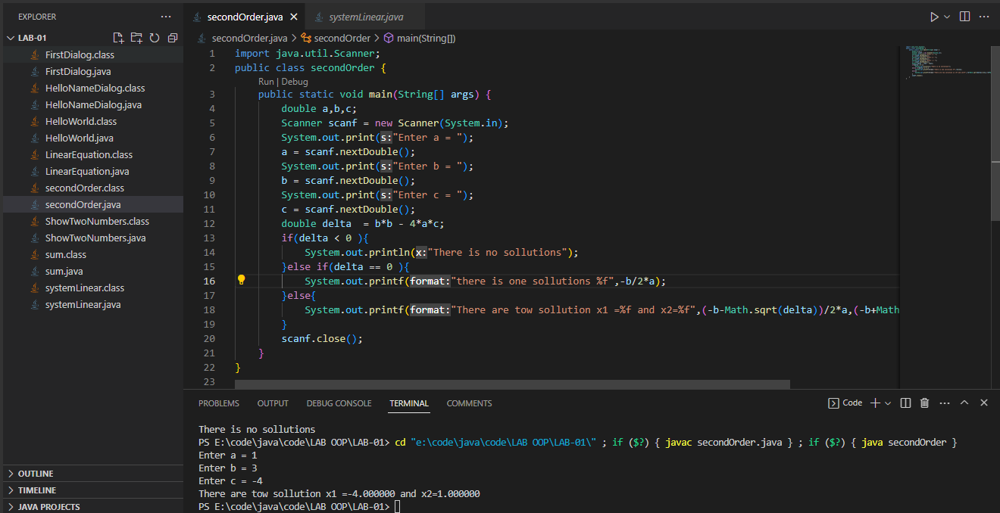 EXPLORER ···
LAB-01
FirstDialog.class
FirstDialog.java
HelloNameDialog.class
HelloNameDialog.java
HelloWorld.class
HelloWorld.java
LinearEquation.class
LinearEquation.java
secondOrder.class
secondOrder.java
ShowTwoNumbers.class
ShowTwoNumbers.java
sum.class
sum.java
systemLinear.class
systemLinear.java
OUTLINE
TIMELINE
JAVA PROJECTS
secondOrder.java systemLinear.java
secondOrder.java > secondOrder > main(String[])
1 import java.util.Scanner;
2 public class secondOrder {
Run | Debug
3 public static void main(String[] args) {
4 double a,b,c;
5 Scanner scanf = new Scanner(System.in);
6 System.out.print(s:"Enter a = ");
7 a = scanf.nextDouble();
8 System.out.print(s:"Enter b = ");
9 b = scanf.nextDouble();
10 System.out.print(s:"Enter c = ");
11 c = scanf.nextDouble();
12 double delta  = b*b - 4*a*c;
13 if(delta < 0 ){
14 System.out.println(x:"There is no sollutions");
15 }else if(delta == 0 ){
16 System.out.printf(format:"there is one sollutions %f",-b/2*a);
17 }else{
18 System.out.printf(format:"There are tow sollution x1 =%f and x2=%f",(-b-Math.sqrt(delta))/2*a,(-b+Math
19 }
20 scanf.close();
21 }
22 }
23
PROBLEMS OUTPUT DEBUG CONSOLE TERMINAL COMMENTS Code
There is no sollutions
PS E:\code\java\code\LAB OOP\LAB-01> cd "e:\code\java\code\LAB OOP\LAB-01\" ; if ($?) { javac secondOrder.java } ; if ($?) { java secondOrder }
Enter a = 1
Enter b = 3
Enter c = -4
There are tow sollution x1 =-4.000000 and x2=1.000000
PS E:\code\java\code\LAB OOP\LAB-01>